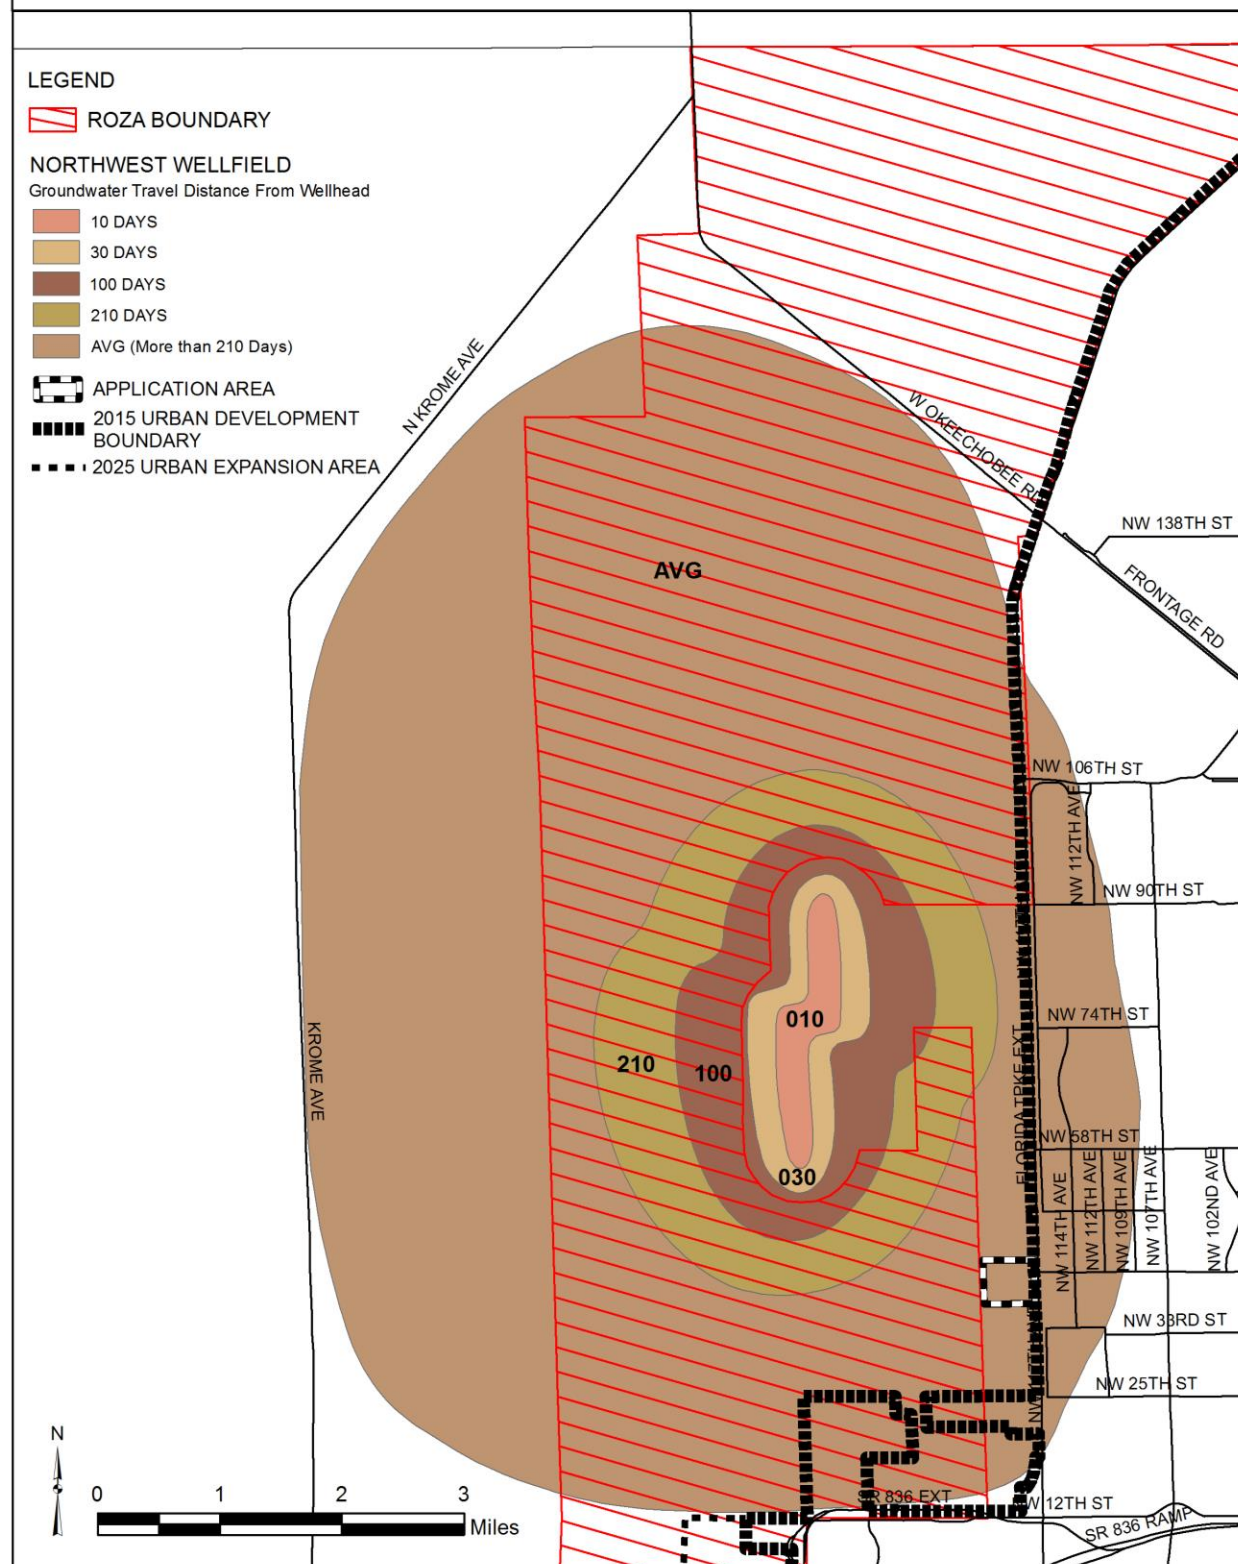 LEGEND
ROZA BOUNDARY
NORTHWEST WELLFIELD
Groundwater Travel Distance From Wellhead
10 DAYS
30 DAYS
100 DAYS
210 DAYS
AVG (More than 210 Days)
APPLICATION AREA
2015 URBAN DEVELOPMENT
BOUNDARY
2025 URBAN EXPANSION AREA
N KROME AVE
W OKEECHOBEE RD
NW 138TH ST
FRONTAGE RD
AVG
NW 106TH ST
NW 112TH AVE
NW 90TH ST
010
NW 74TH ST
KROME AVE
210
100
FLORIDA TPKE EXT
NW 58TH ST
030
NW 114TH AVE
NW 112TH AVE
NW 109TH AVE
NW 107TH AVE
NW 102ND AVE
NW 33RD ST
NW 25TH ST
N
0 1 2 3
Miles
SR 836 EXT
12TH ST
SR 836 RAMP